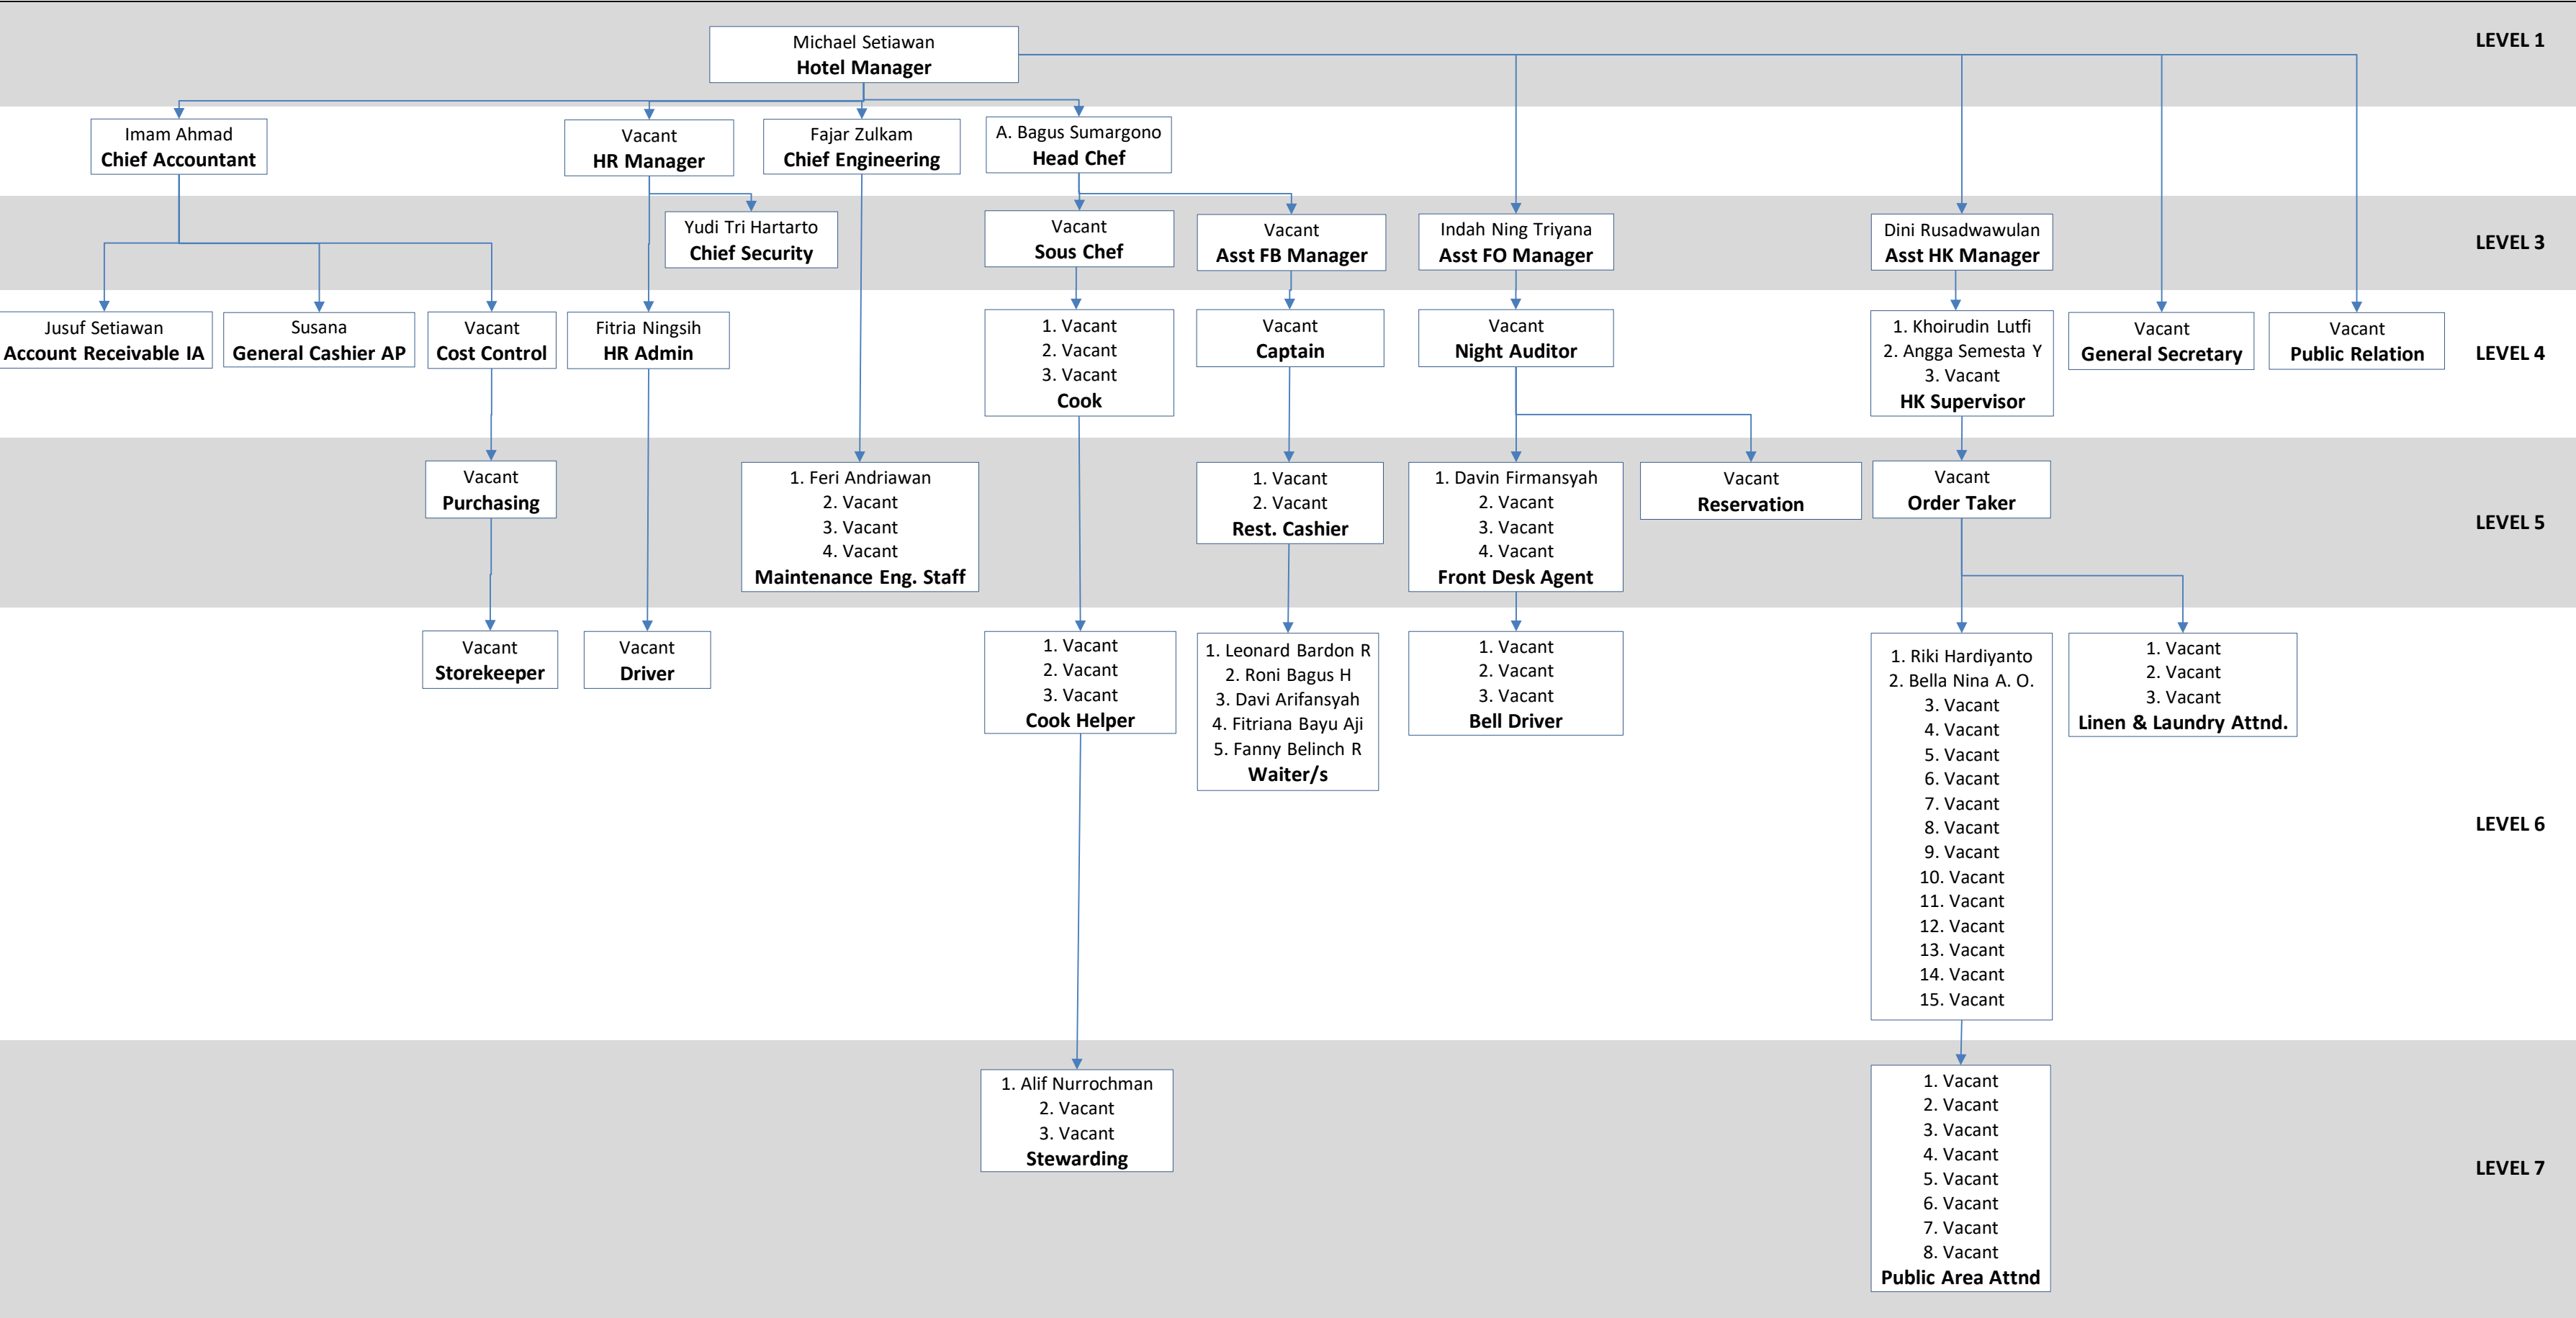 Michael Setiawan
Hotel Manager
LEVEL 1
Imam Ahmad
Chief Accountant
Vacant
HR Manager
Fajar Zulkam
Chief Engineering
A. Bagus Sumargono
Head Chef
Yudi Tri Hartarto
Chief Security
Vacant
Sous Chef
Vacant
Asst FB Manager
Indah Ning Triyana
Asst FO Manager
Dini Rusadwawulan
Asst HK Manager
LEVEL 3
Jusuf Setiawan
Account Receivable IA
Susana
General Cashier AP
Vacant
Cost Control
Fitria Ningsih
HR Admin
1. Vacant
2. Vacant
3. Vacant
Cook
Vacant
Captain
Vacant
Night Auditor
1. Khoirudin Lutfi
2. Angga Semesta Y
3. Vacant
HK Supervisor
Vacant
General Secretary
Vacant
Public Relation
LEVEL 4
Vacant
Purchasing
1. Feri Andriawan
2. Vacant
3. Vacant
4. Vacant
Maintenance Eng. Staff
1. Vacant
2. Vacant
Rest. Cashier
1. Davin Firmansyah
2. Vacant
3. Vacant
4. Vacant
Front Desk Agent
Vacant
Reservation
Vacant
Order Taker
LEVEL 5
Vacant
Storekeeper
Vacant
Driver
1. Vacant
2. Vacant
3. Vacant
Cook Helper
1. Leonard Bardon R
2. Roni Bagus H
3. Davi Arifansyah
4. Fitriana Bayu Aji
5. Fanny Belinch R
Waiter/s
1. Vacant
2. Vacant
3. Vacant
Bell Driver
1. Riki Hardiyanto
2. Bella Nina A. O.
3. Vacant
4. Vacant
5. Vacant
6. Vacant
7. Vacant
8. Vacant
9. Vacant
10. Vacant
11. Vacant
12. Vacant
13. Vacant
14. Vacant
15. Vacant
1. Vacant
2. Vacant
3. Vacant
Linen & Laundry Attnd.
LEVEL 6
1. Alif Nurrochman
2. Vacant
3. Vacant
Stewarding
1. Vacant
2. Vacant
3. Vacant
4. Vacant
5. Vacant
6. Vacant
7. Vacant
8. Vacant
Public Area Attnd
LEVEL 7